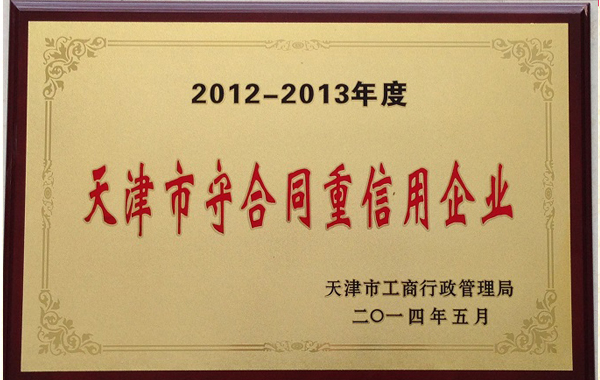 2012-2013年度
天津市守合同重信用企业
天津市工商行政管理局
二〇一四年五月